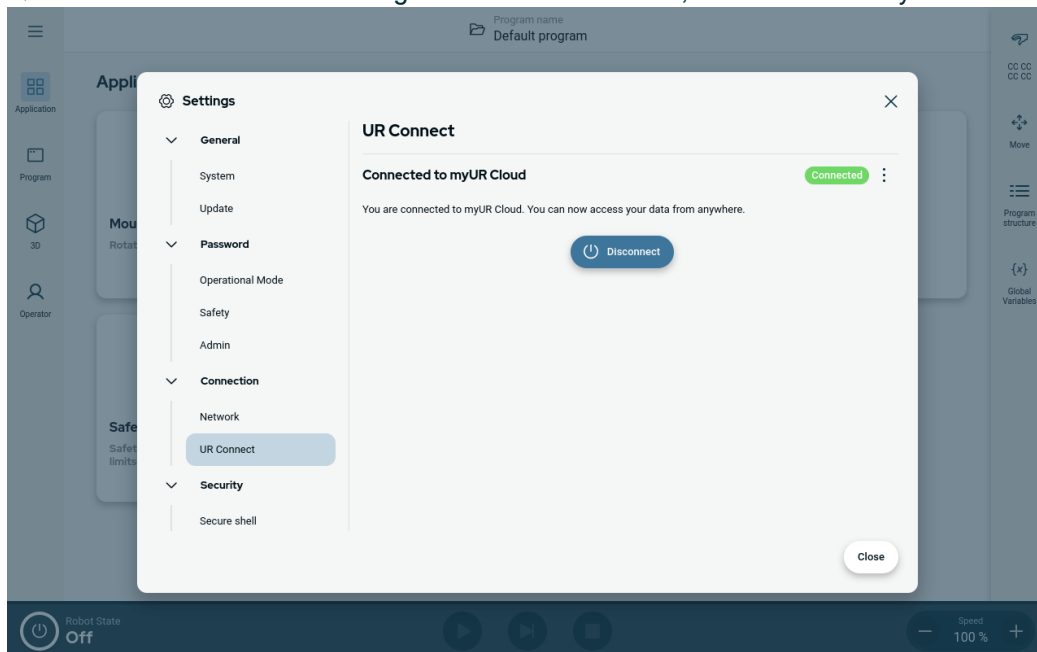 Program name
Default program
CC CC
CC CC
Application
Appli
Settings
General
System
Update
Password
Operational Mode
Safety
Admin
Connection
Network
UR Connect
Security
Secure shell
UR Connect
Connected to myUR Cloud
Connected
You are connected to myUR Cloud. You can now access your data from anywhere.
Disconnect
Close
Move
Program
Program
structure
3D
Mou
Rotat
{x}
Global
Variables
Operator
Safe
Safet
limits
Robot State
Off
Speed
100 %